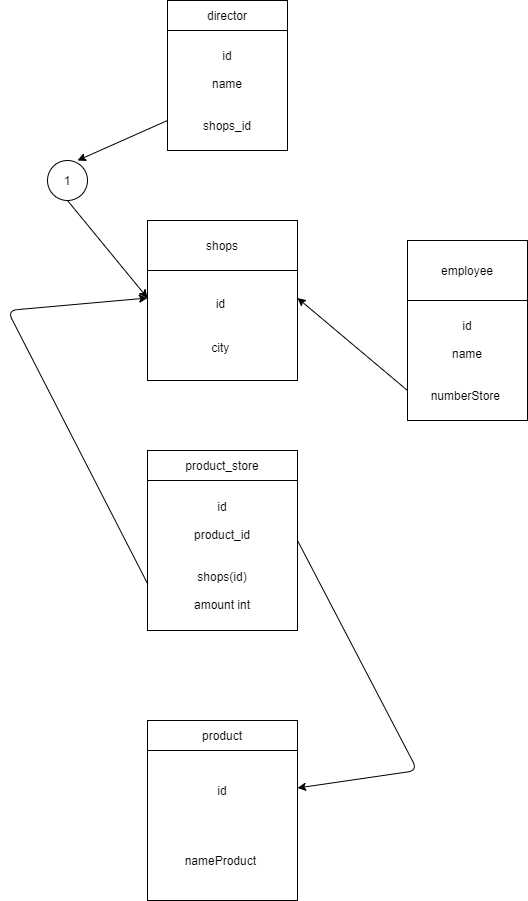 director
id
name
shops_id
1
shops
id
city
employee
id
name
numberStore
product_store
id
product_id
shops(id)
amount int
product
id
nameProduct